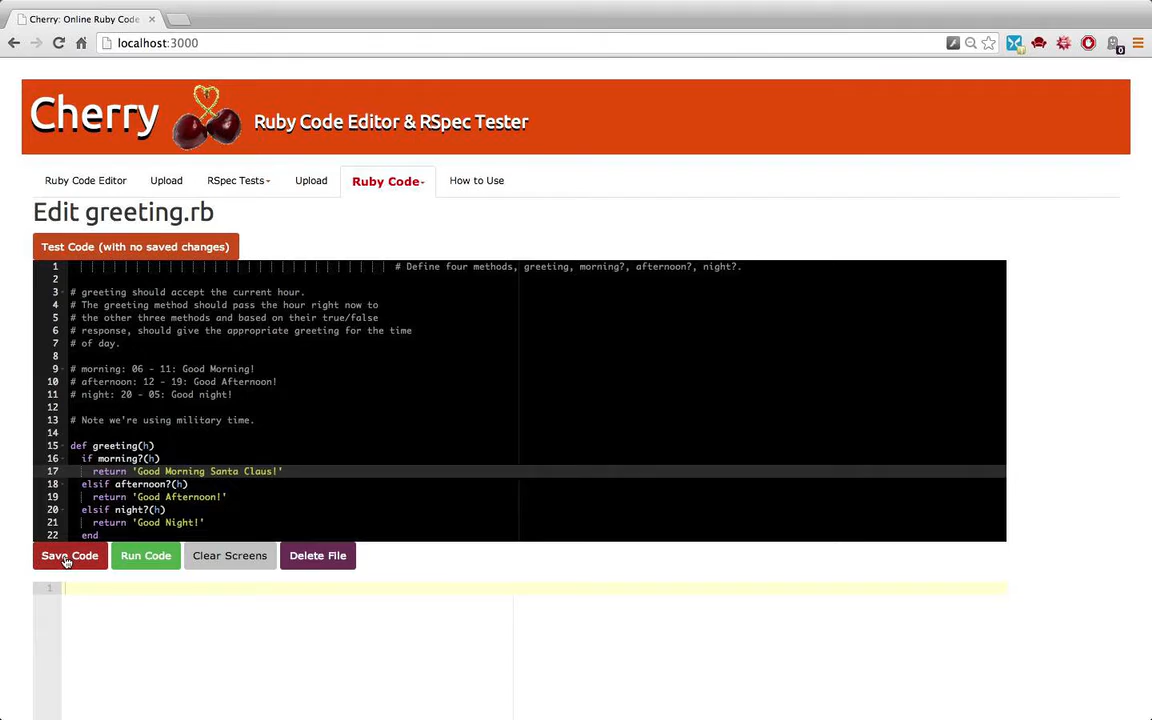 Cherry: Online Ruby Code
localhost:3000
0
Cherry
Ruby Code Editor & RSpec Tester
Ruby Code Editor
Upload
RSpec Tests
Upload
Ruby Code
How to Use
Edit greeting.rb
Test Code (with no saved changes)
1 # Define four methods, greeting, morning?, afternoon?, night?.
2
3 # greeting should accept the current hour.
4 # The greeting method should pass the hour right now to
5 # the other three methods and based on their true/false
6 # response, should give the appropriate greeting for the time
7 # of day.
8
9 # morning: 06 - 11: Good Morning!
10 # afternoon: 12 - 19: Good Afternoon!
11 # night: 20 - 05: Good night!
12
13 # Note we're using military time.
14
15 def greeting(h)
16 if morning?(h)
17 return 'Good Morning Santa Claus!'
18 elsif afternoon?(h)
19 return 'Good Afternoon!'
20 elsif night?(h)
21 return 'Good Night!'
22 end
Save Code
Run Code
Clear Screens
Delete File
1